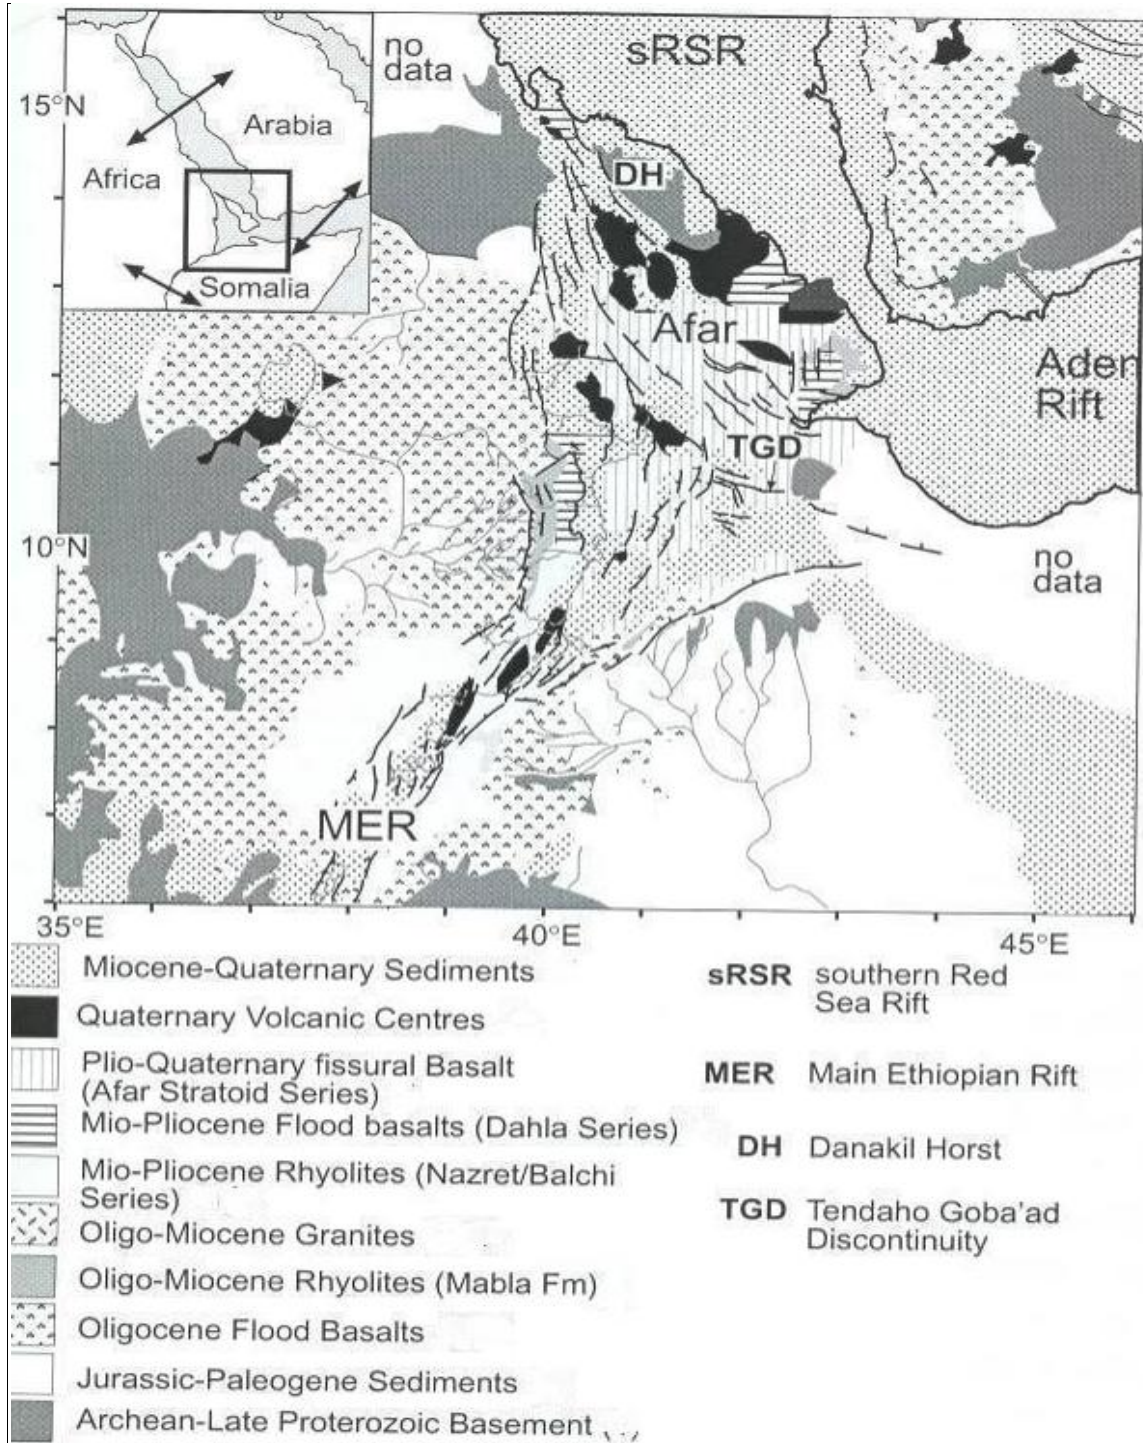 no
data
sRSR
15°N
Arabia
Africa
DH
Somalia
Afar
Aden
Rift
TGD
10°N
no
data
MER
35°E
40°E
45°E
Miocene-Quaternary Sediments
Quaternary Volcanic Centres
Plio-Quaternary fissural Basalt
(Afar Stratoid Series)
Mio-Pliocene Flood basalts (Dahla Series)
Mio-Pliocene Rhyolites (Nazret/Balchi
Series)
Oligo-Miocene Granites
Oligo-Miocene Rhyolites (Mabla Fm)
Oligocene Flood Basalts
Jurassic-Paleogene Sediments
Archean-Late Proterozoic Basement
sRSR southern Red
Sea Rift
MER Main Ethiopian Rift
DH Danakil Horst
TGD Tendaho Goba'ad
Discontinuity